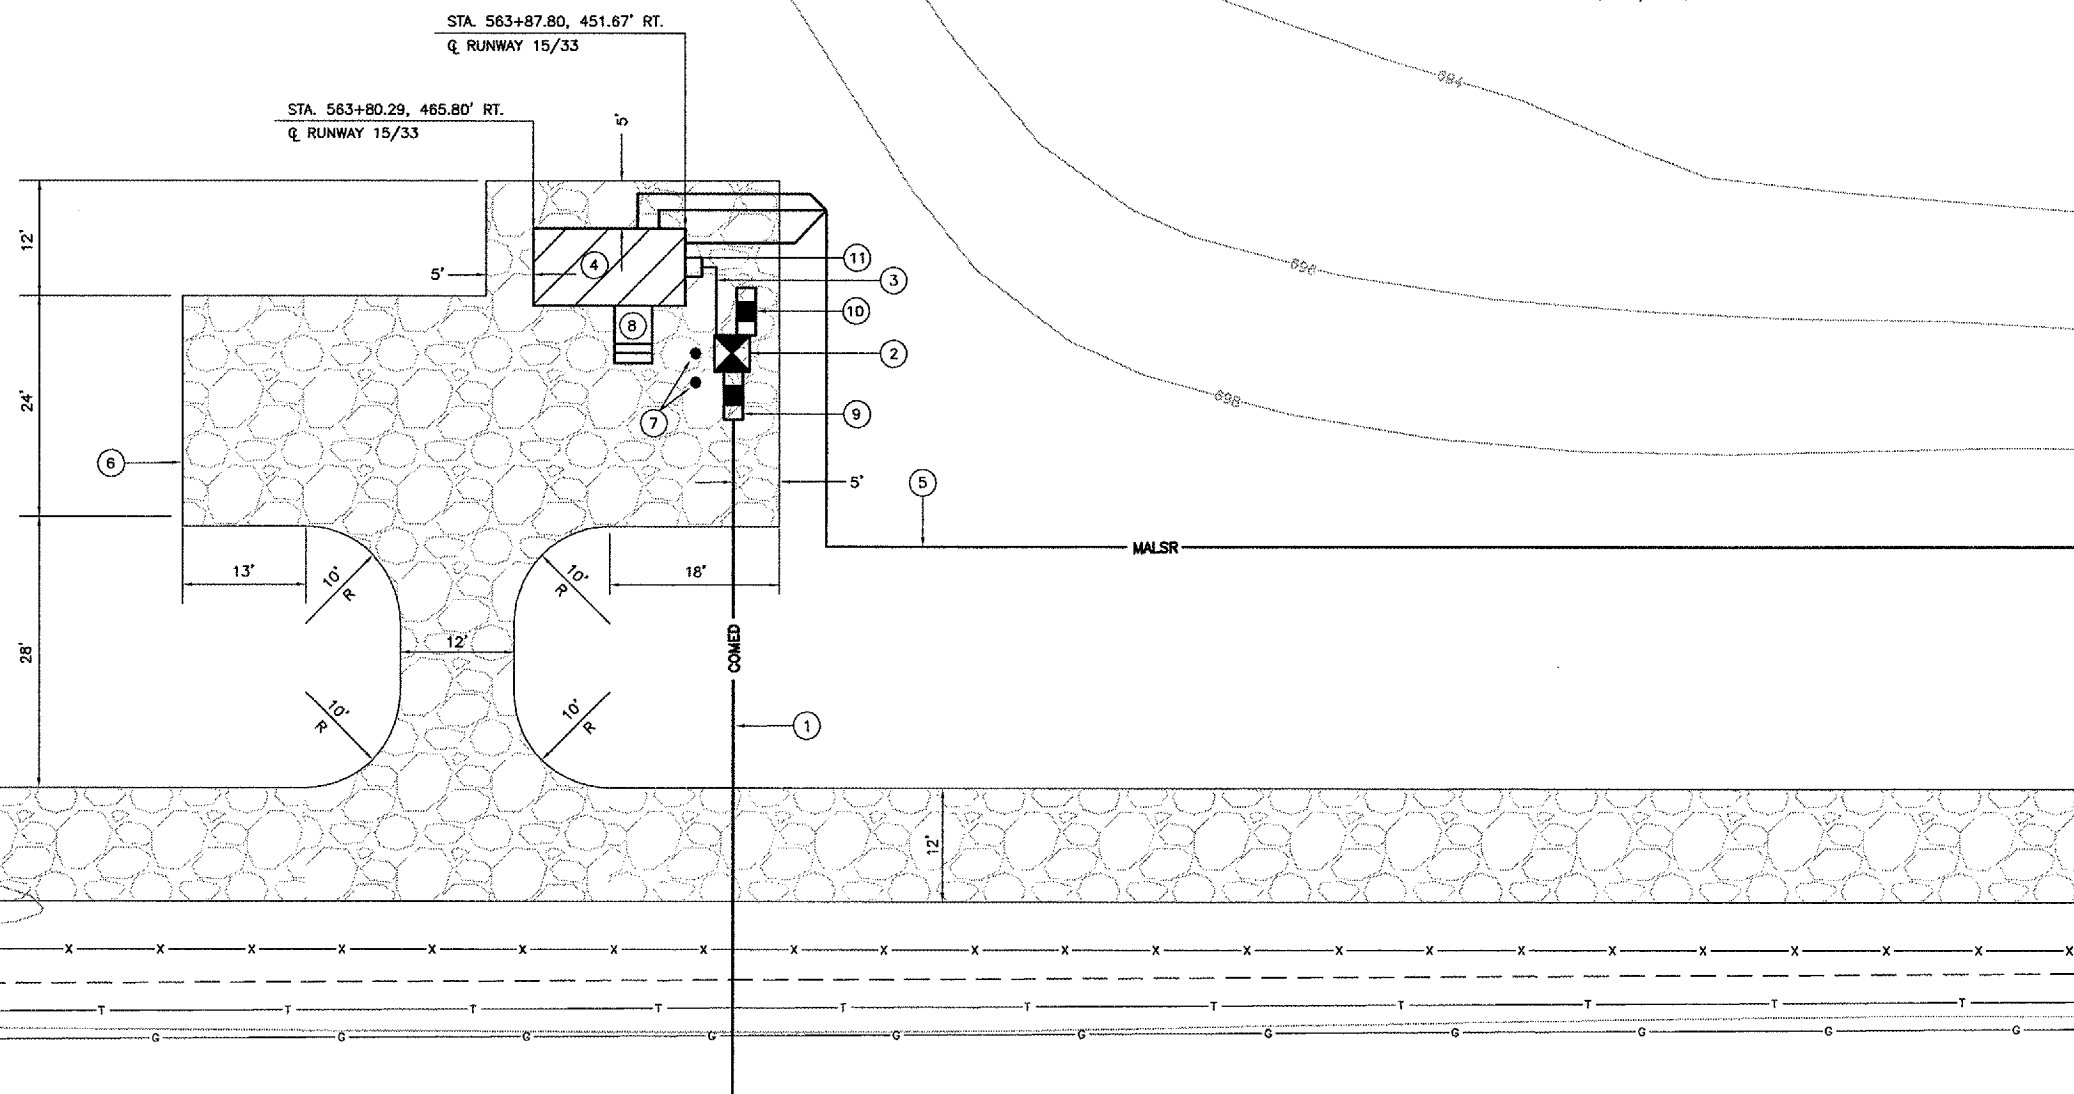 STA. 563+87.80, 451.67' RT.
℄ RUNWAY 15/33
STA. 563+80.29, 465.80' RT.
℄ RUNWAY 15/33
5'
694
12'
4
5'
11
3
696
10
8
2
24'
7
9
698
6
5'
5
MALSR
13'
10'
R
10'
R
18'
12'
28'
COMED
10'
R
10'
R
1
12'
X X X X X X X X X X X X X X X X X X X X X X X
T T T T T T T T T T T
G G G G G G G G G G G